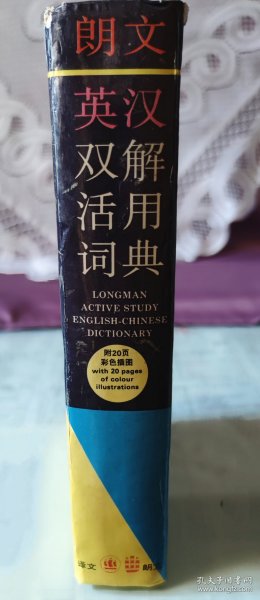 朗文
英汉
双解
活用
词典
LONGMAN
ACTIVE STUDY
ENGLISH-CHINESE
DICTIONARY
附20页
彩色插图
with 20 pages
of colour
illustrations
译文 朗文
孔夫子旧书网